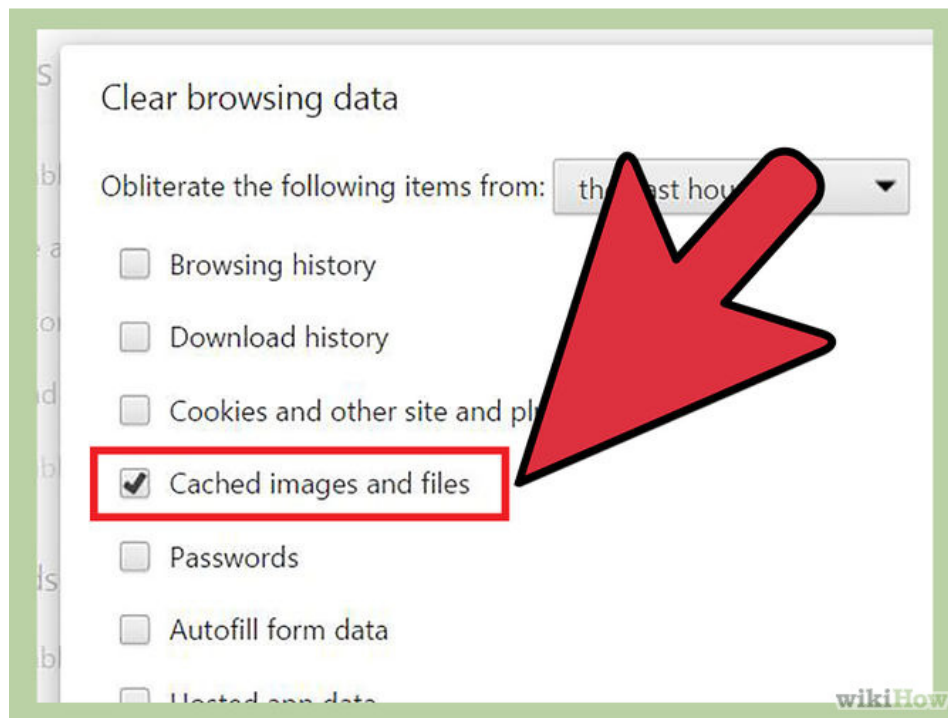 Clear browsing data
Obliterate the following items from:
Browsing history
Download history
Cookies and other site and
Cached images and files
Passwords
Autofill form data
wikiHow